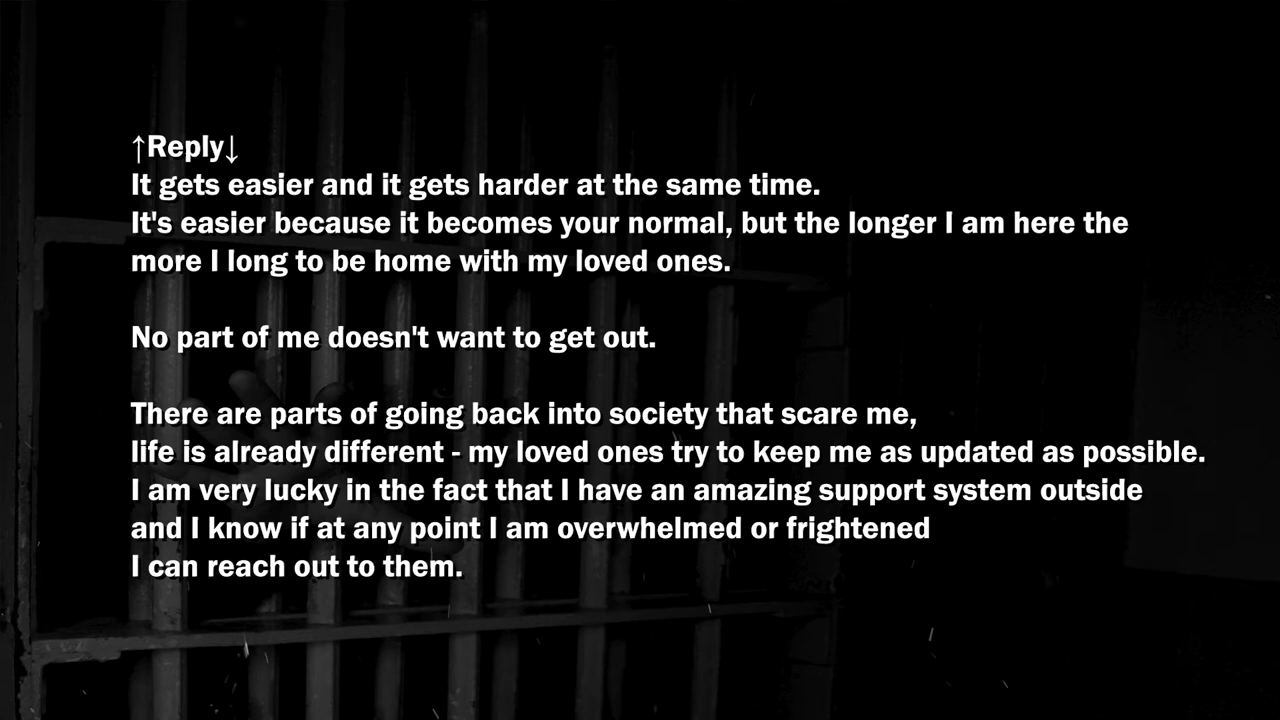 ↑Reply↓
It gets easier and it gets harder at the same time.
It's easier because it becomes your normal, but the longer I am here the
more I long to be home with my loved ones.
No part of me doesn't want to get out.
There are parts of going back into society that scare me,
life is already different - my loved ones try to keep me as updated as possible.
I am very lucky in the fact that I have an amazing support system outside
and I know if at any point I am overwhelmed or frightened
I can reach out to them.